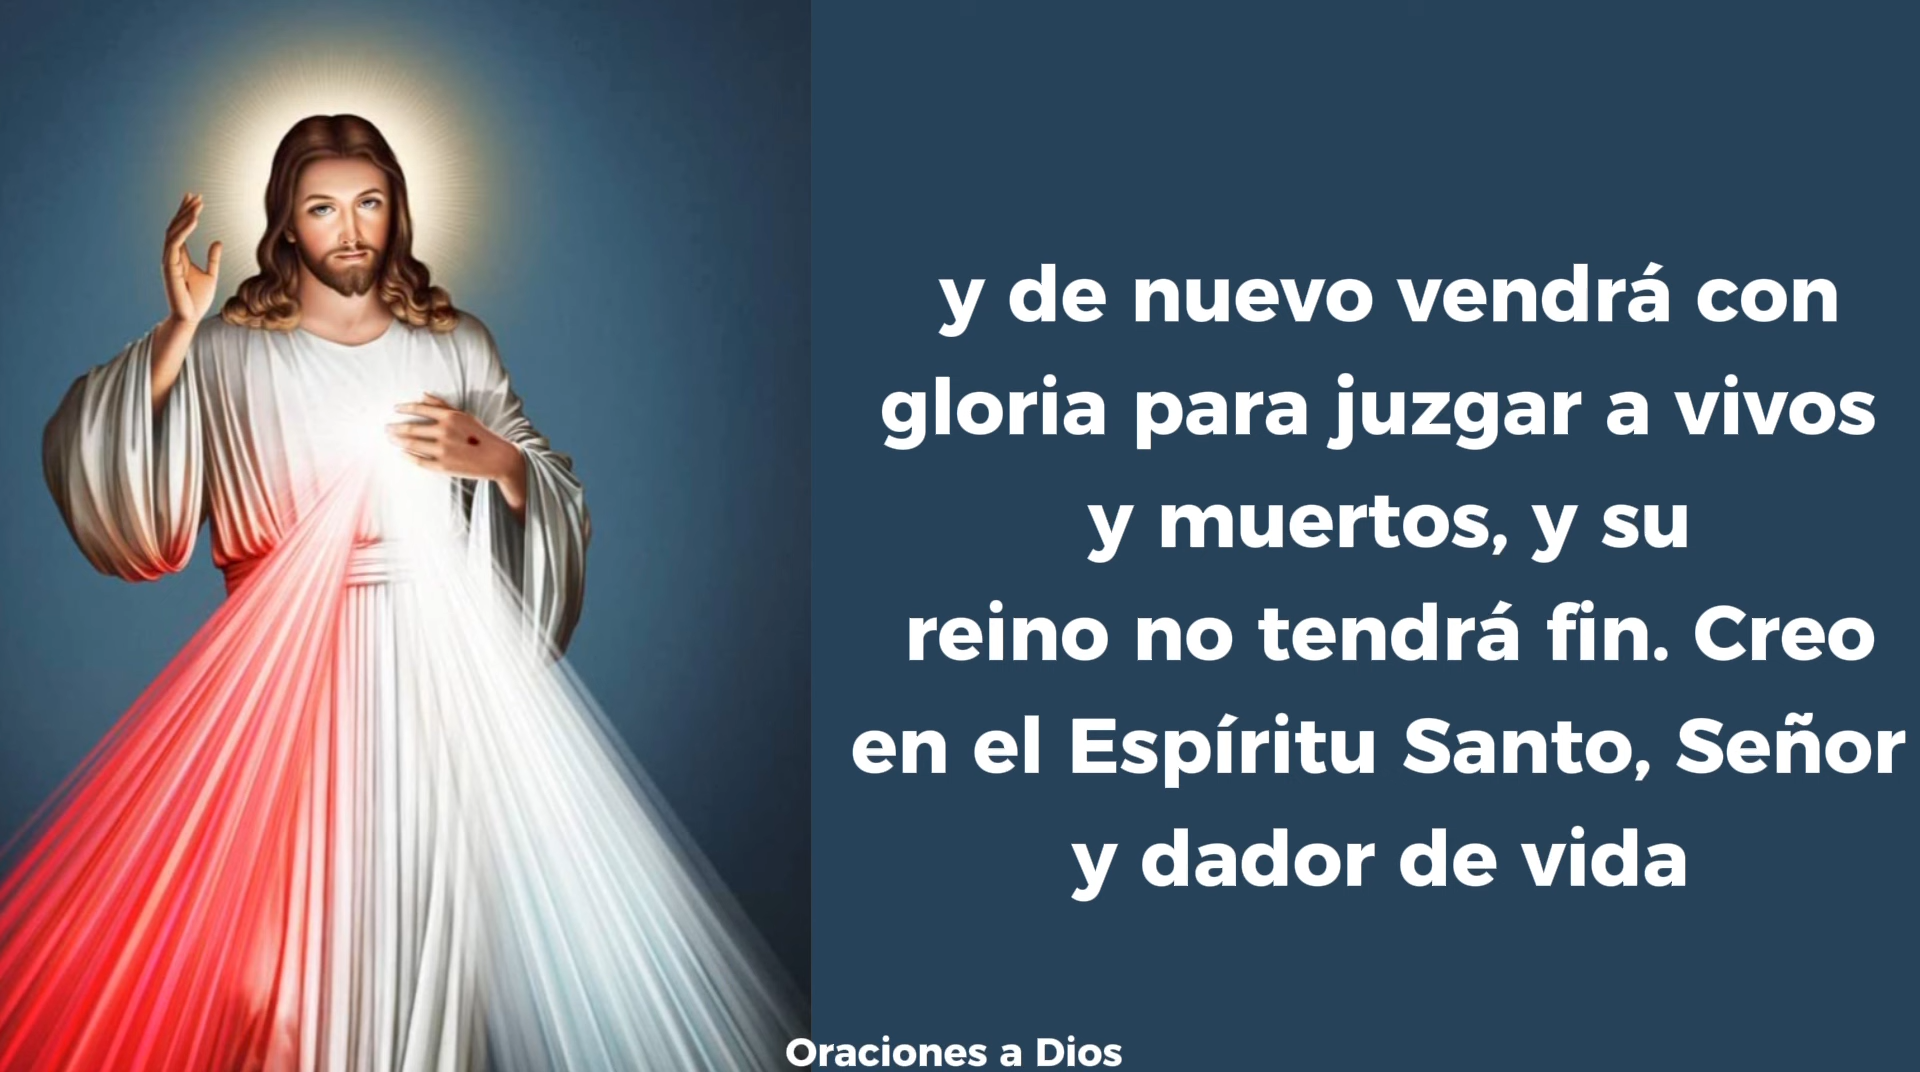 y de nuevo vendrá con
gloria para juzgar a vivos
y muertos, y su
reino no tendrá fin. Creo
en el Espíritu Santo, Señor
y dador de vida
Oraciones a Dios